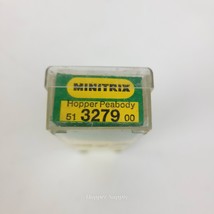 MINITRIX
Hopper Peabody
51 3279 00